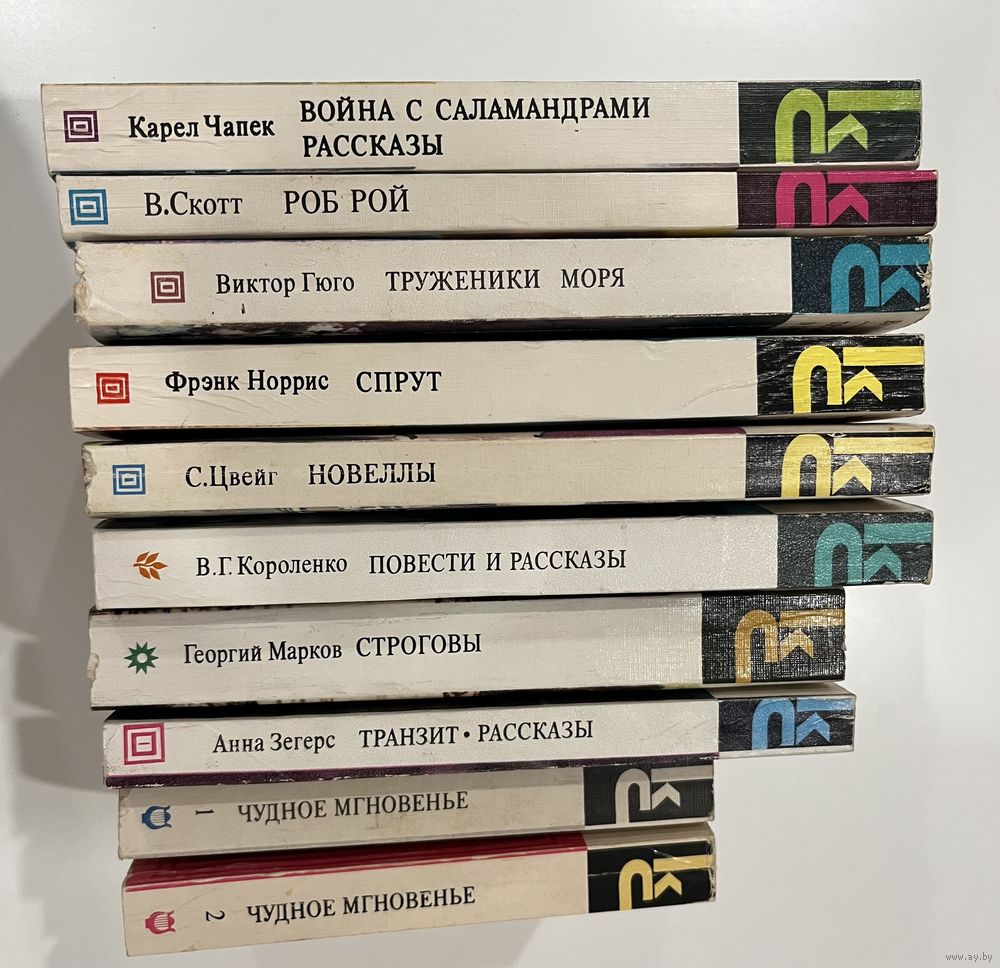 Карел Чапек ВОЙНА С САЛАМАНДРАМИ
РАССКАЗЫ
В.Скотт РОБ РОЙ
Виктор Гюго ТРУЖЕНИКИ МОРЯ
Фрэнк Норрис СПРУТ
С.Цвейг НОВЕЛЛЫ
В.Г.Короленко ПОВЕСТИ И РАССКАЗЫ
Георгий Марков СТРОГОВЫ
Анна Зегерс ТРАНЗИТ • РАССКАЗЫ
1 ЧУДНОЕ МГНОВЕНЬЕ
2 ЧУДНОЕ МГНОВЕНЬЕ
www.ay.by